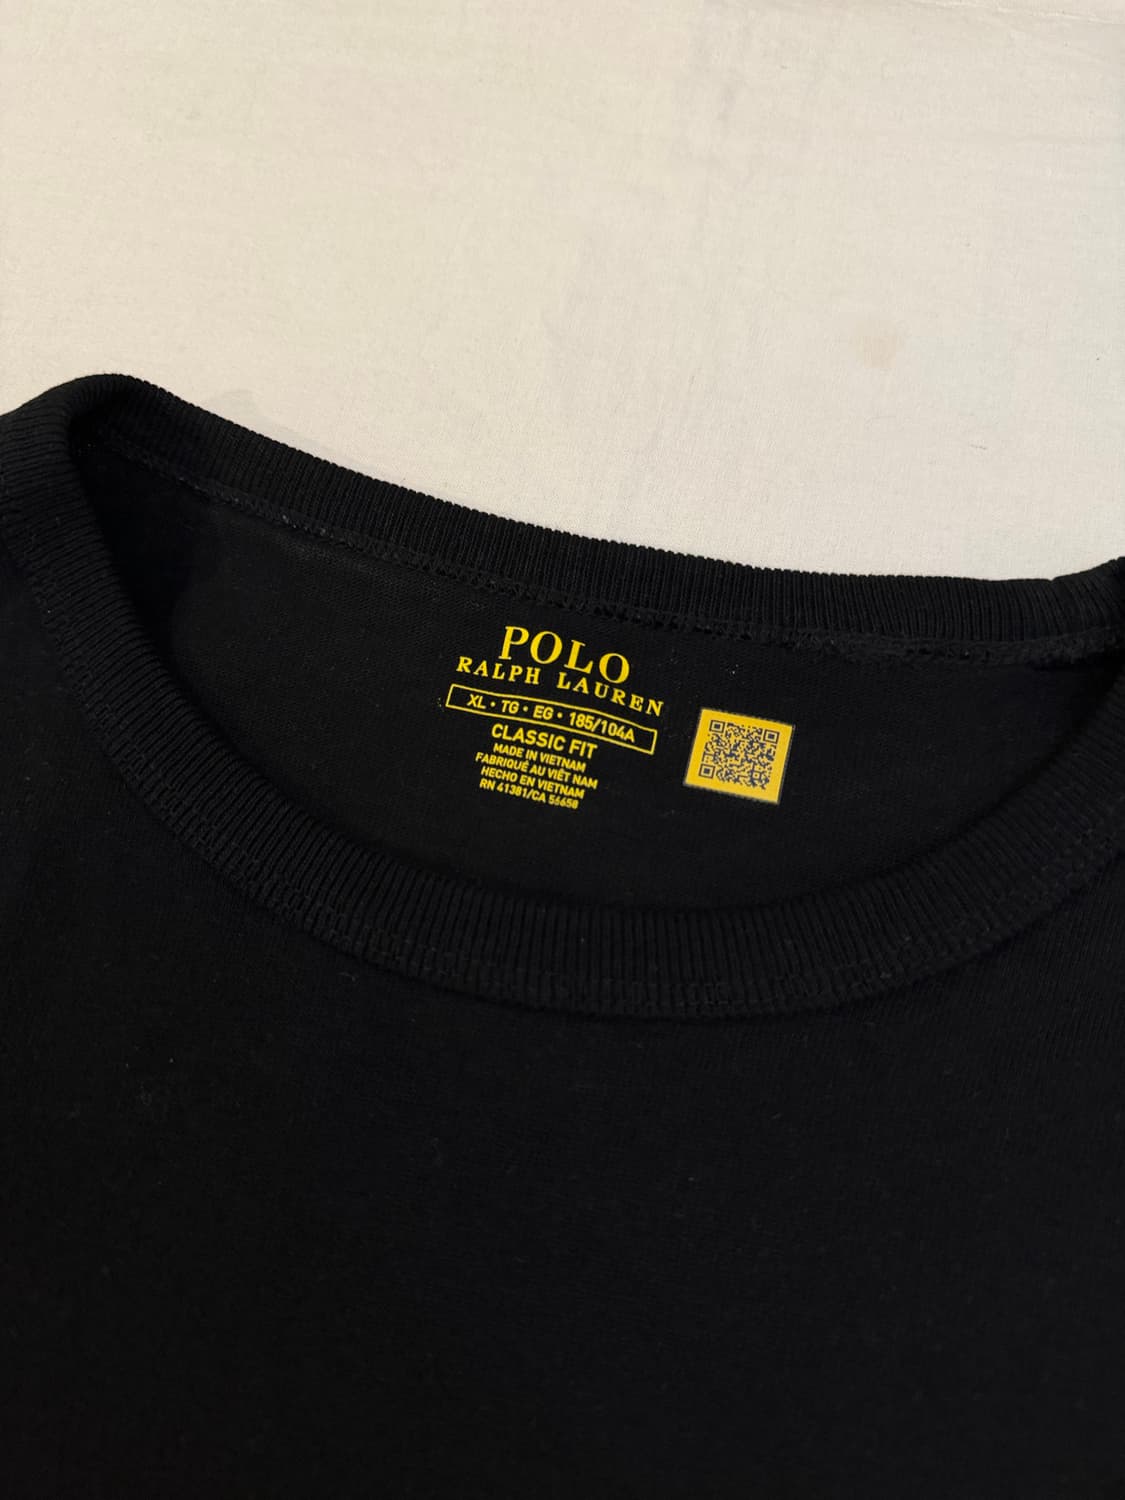 POLO
RALPH LAUREN
XL • TG • EG • 185/104A
CLASSIC FIT
MADE IN VIETNAM
FABRIQUÉ AU VIÊT NAM
HECHO EN VIETNAM
RN 41381/CA 56658